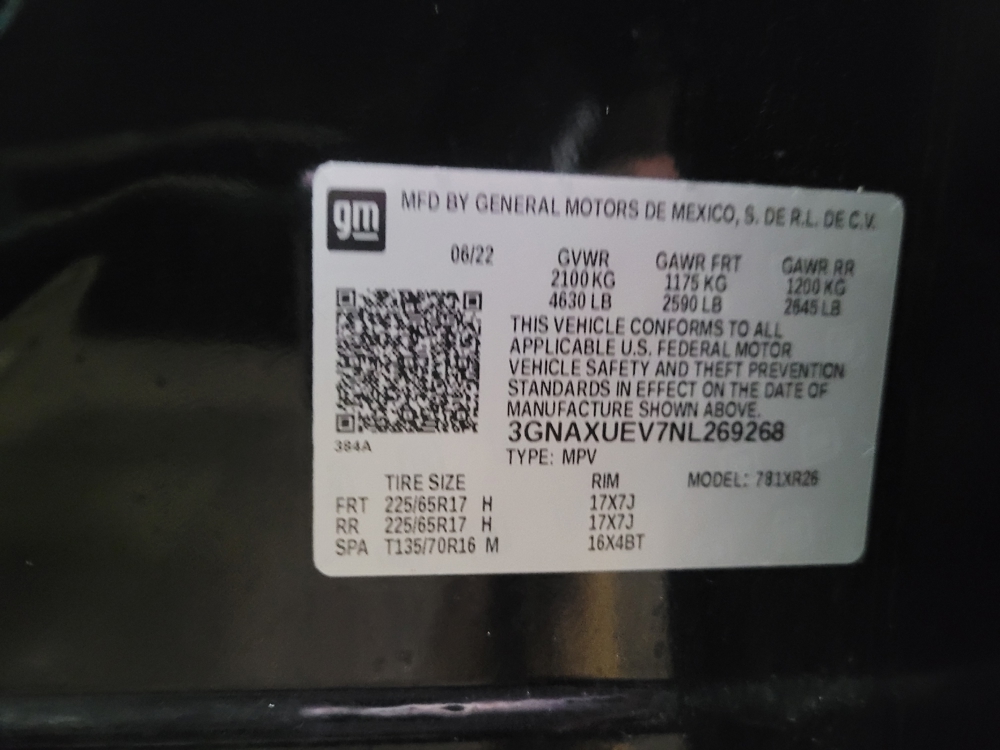 gm
MFD BY GENERAL MOTORS DE MEXICO, S. DE R.L. DE C.V.
06/22 GVWR GAWR FRT GAWR RR
2100 KG 1175 KG 1200 KG
4630 LB 2590 LB 2645 LB
THIS VEHICLE CONFORMS TO ALL
APPLICABLE U.S. FEDERAL MOTOR
VEHICLE SAFETY AND THEFT PREVENTION
STANDARDS IN EFFECT ON THE DATE OF
MANUFACTURE SHOWN ABOVE.
3GNAXUEV7NL269268
384A
TYPE: MPV
TIRE SIZE RIM MODEL: 781XR26
FRT 225/65R17 H 17X7J
RR 225/65R17 H 17X7J
SPA T135/70R16 M 16X4BT